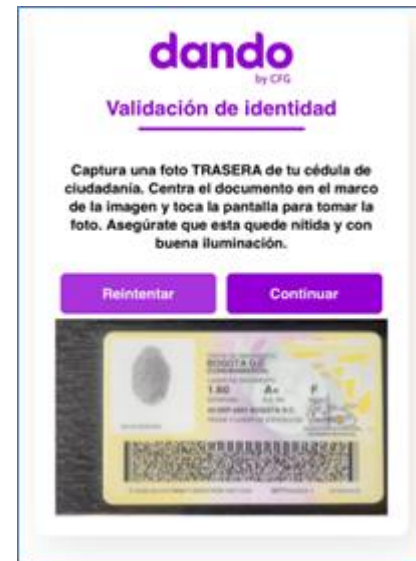 dando
by CFG
Validación de identidad
Captura una foto TRASERA de tu cédula de
ciudadanía. Centra el documento en el marco
de la imagen y toca la pantalla para tomar la
foto. Asegúrate que esta quede nítida y con
buena iluminación.
Reintentar Continuar
BOGOTA D.C.
1.60 A+ F
BOGOTA D.C.